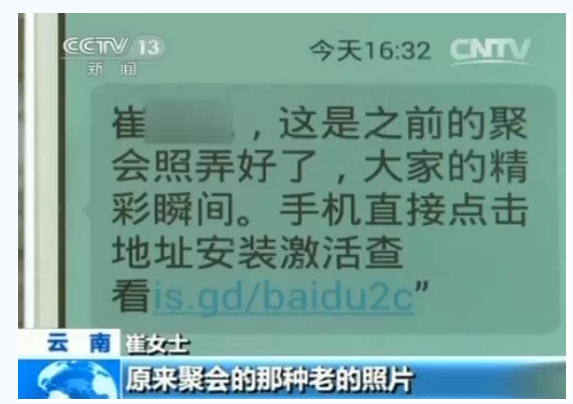 CCTV 13
新闻
今天16:32
CNTV
崔，这是之前的聚
会照弄好了，大家的精
彩瞬间。手机直接点击
地址安装激活查
看is.gd/baidu2c”
云南 崔女士
原来聚会的那种老的照片